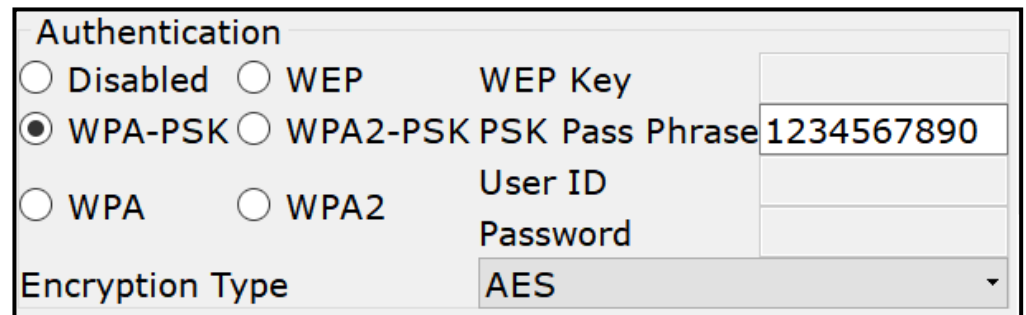 Authentication
Disabled WEP WEP Key
WPA-PSK WPA2-PSK PSK Pass Phrase 1234567890
User ID
WPA WPA2
Password
Encryption Type AES